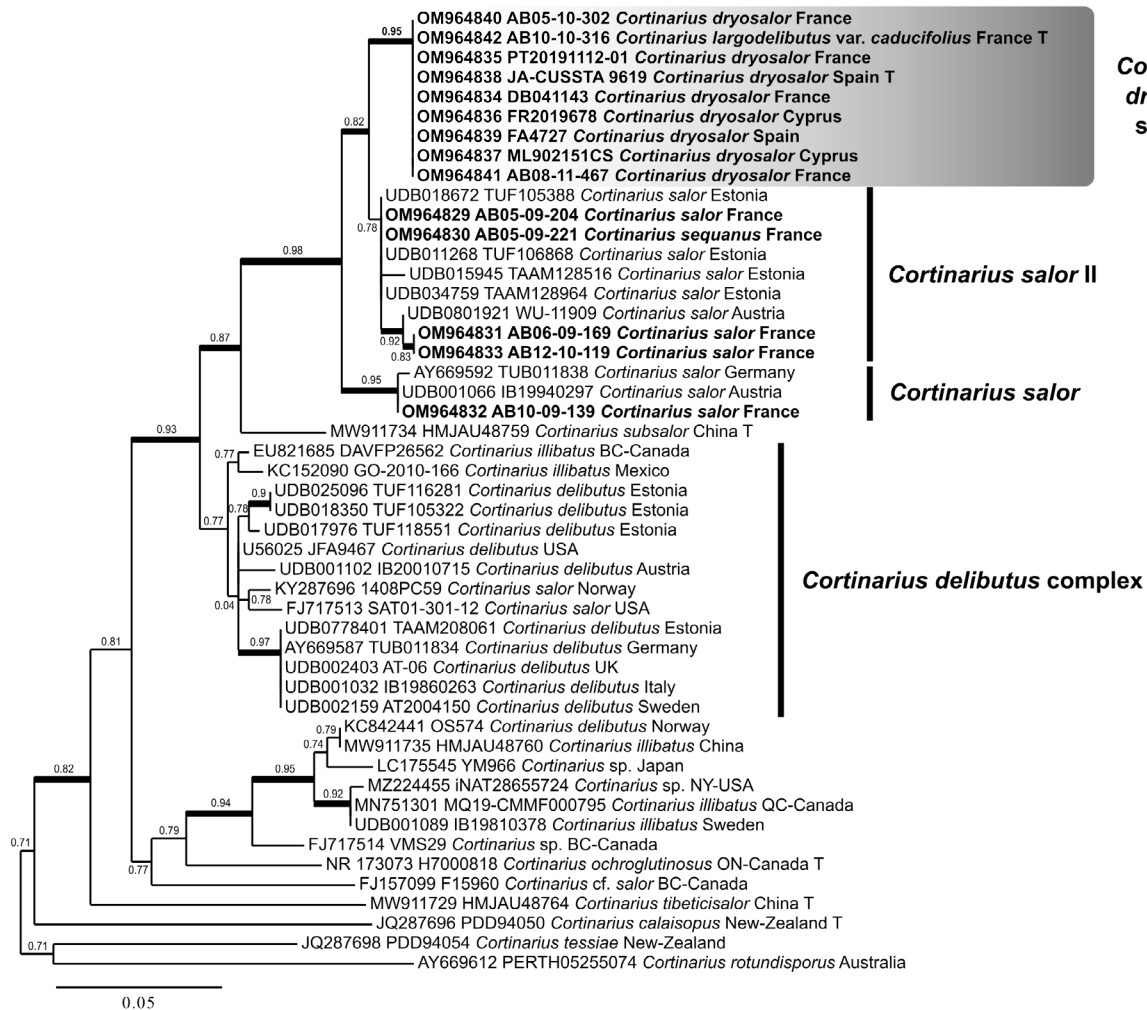 OM964840 AB05-10-302 Cortinarius dryosalor France
OM964842 AB10-10-316 Cortinarius largodelibutus var. caducifolius France T
OM964835 PT20191112-01 Cortinarius dryosalor France
OM964838 JA-CUSSTA 9619 Cortinarius dryosalor Spain T
OM964834 DB041143 Cortinarius dryosalor France
OM964836 FR2019678 Cortinarius dryosalor Cyprus
OM964839 FA4727 Cortinarius dryosalor Spain
OM964837 ML902151CS Cortinarius dryosalor Cyprus
OM964841 AB08-11-467 Cortinarius dryosalor France
Co
dr
s
UDB018672 TUF105388 Cortinarius salor Estonia
OM964829 AB05-09-204 Cortinarius salor France
OM964830 AB05-09-221 Cortinarius sequanus France
UDB011268 TUF106868 Cortinarius salor Estonia
UDB015945 TAAM128516 Cortinarius salor Estonia
UDB034759 TAAM128964 Cortinarius salor Estonia
UDB0801921 WU-11909 Cortinarius salor Austria
OM964831 AB06-09-169 Cortinarius salor France
OM964833 AB12-10-119 Cortinarius salor France
Cortinarius salor II
AY669592 TUB011838 Cortinarius salor Germany
UDB001066 IB19940297 Cortinarius salor Austria
OM964832 AB10-09-139 Cortinarius salor France
Cortinarius salor
MW911734 HMJAU48759 Cortinarius subsalor China T
EU821685 DAVFP26562 Cortinarius illibatus BC-Canada
KC152090 GO-2010-166 Cortinarius illibatus Mexico
UDB025096 TUF116281 Cortinarius delibutus Estonia
UDB018350 TUF105322 Cortinarius delibutus Estonia
UDB017976 TUF118551 Cortinarius delibutus Estonia
U56025 JFA9467 Cortinarius delibutus USA
UDB001102 IB20010715 Cortinarius delibutus Austria
KY287696 1408PC59 Cortinarius salor Norway
FJ717513 SAT01-301-12 Cortinarius salor USA
UDB0778401 TAAM208061 Cortinarius delibutus Estonia
AY669587 TUB011834 Cortinarius delibutus Germany
UDB002403 AT-06 Cortinarius delibutus UK
UDB001032 IB19860263 Cortinarius delibutus Italy
UDB002159 AT2004150 Cortinarius delibutus Sweden
Cortinarius delibutus complex
KC842441 OS574 Cortinarius delibutus Norway
MW911735 HMJAU48760 Cortinarius illibatus China
LC175545 YM966 Cortinarius sp. Japan
MZ224455 iNAT28655724 Cortinarius sp. NY-USA
MN751301 MQ19-CMMF000795 Cortinarius illibatus QC-Canada
UDB001089 IB19810378 Cortinarius illibatus Sweden
FJ717514 VMS29 Cortinarius sp. BC-Canada
NR 173073 H7000818 Cortinarius ochroglutinosus ON-Canada T
FJ157099 F15960 Cortinarius cf. salor BC-Canada
MW911729 HMJAU48764 Cortinarius tibeticisalor China T
JQ287696 PDD94050 Cortinarius calaisopus New-Zealand T
JQ287698 PDD94054 Cortinarius tessiae New-Zealand
AY669612 PERTH05255074 Cortinarius rotundisporus Australia
0.95
0.82
0.78
0.98
0.92
0.83
0.87
0.95
0.93
0.77
0.9
0.78
0.77
0.04
0.78
0.97
0.81
0.79
0.74
0.95
0.92
0.82
0.94
0.79
0.77
0.71
0.71
0.05